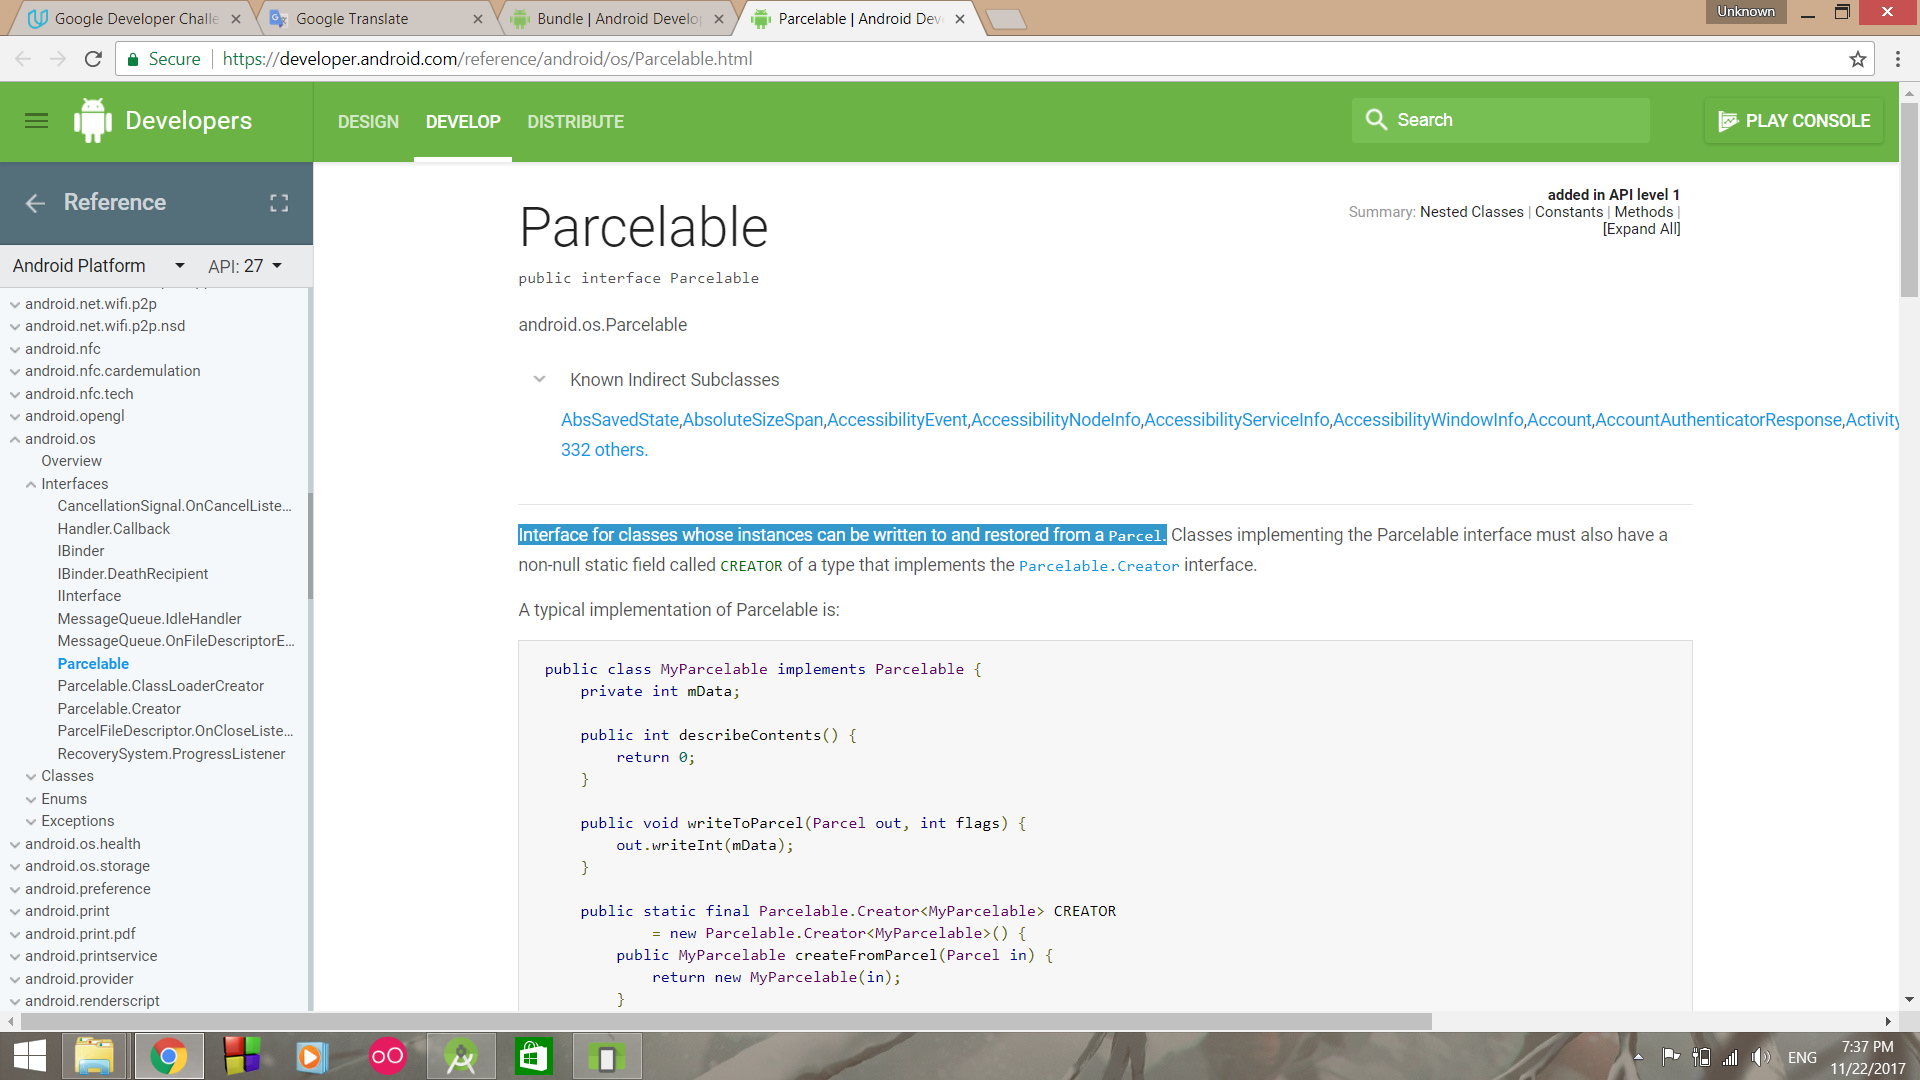 Google Developer Challe
Google Translate
Bundle | Android Develop
Parcelable | Android Dev
Unknown
Secure
https://developer.android.com/reference/android/os/Parcelable.html
Developers
DESIGN
DEVELOP
DISTRIBUTE
Search
PLAY CONSOLE
Reference
Android Platform
API: 27
android.net.wifi.p2p
android.net.wifi.p2p.nsd
android.nfc
android.nfc.cardemulation
android.nfc.tech
android.opengl
android.os
Overview
Interfaces
CancellationSignal.OnCancelListe...
Handler.Callback
IBinder
IBinder.DeathRecipient
IInterface
MessageQueue.IdleHandler
MessageQueue.OnFileDescriptorE...
Parcelable
Parcelable.ClassLoaderCreator
Parcelable.Creator
ParcelFileDescriptor.OnCloseListe...
RecoverySystem.ProgressListener
Classes
Enums
Exceptions
android.os.health
android.os.storage
android.preference
android.print
android.print.pdf
android.printservice
android.provider
android.renderscript
added in API level 1
Summary: Nested Classes | Constants | Methods |
[Expand All]
Parcelable
public interface Parcelable
android.os.Parcelable
Known Indirect Subclasses
AbsSavedState,AbsoluteSizeSpan,AccessibilityEvent,AccessibilityNodeInfo,AccessibilityServiceInfo,AccessibilityWindowInfo,Account,AccountAuthenticatorResponse,Activity
332 others.
Interface for classes whose instances can be written to and restored from a Parcel. Classes implementing the Parcelable interface must also have a
non-null static field called CREATOR of a type that implements the Parcelable.Creator interface.
A typical implementation of Parcelable is:
public class MyParcelable implements Parcelable {
private int mData;
public int describeContents() {
return 0;
}
public void writeToParcel(Parcel out, int flags) {
out.writeInt(mData);
}
public static final Parcelable.Creator<MyParcelable> CREATOR
= new Parcelable.Creator<MyParcelable>() {
public MyParcelable createFromParcel(Parcel in) {
return new MyParcelable(in);
}
ENG
7:37 PM
11/22/2017